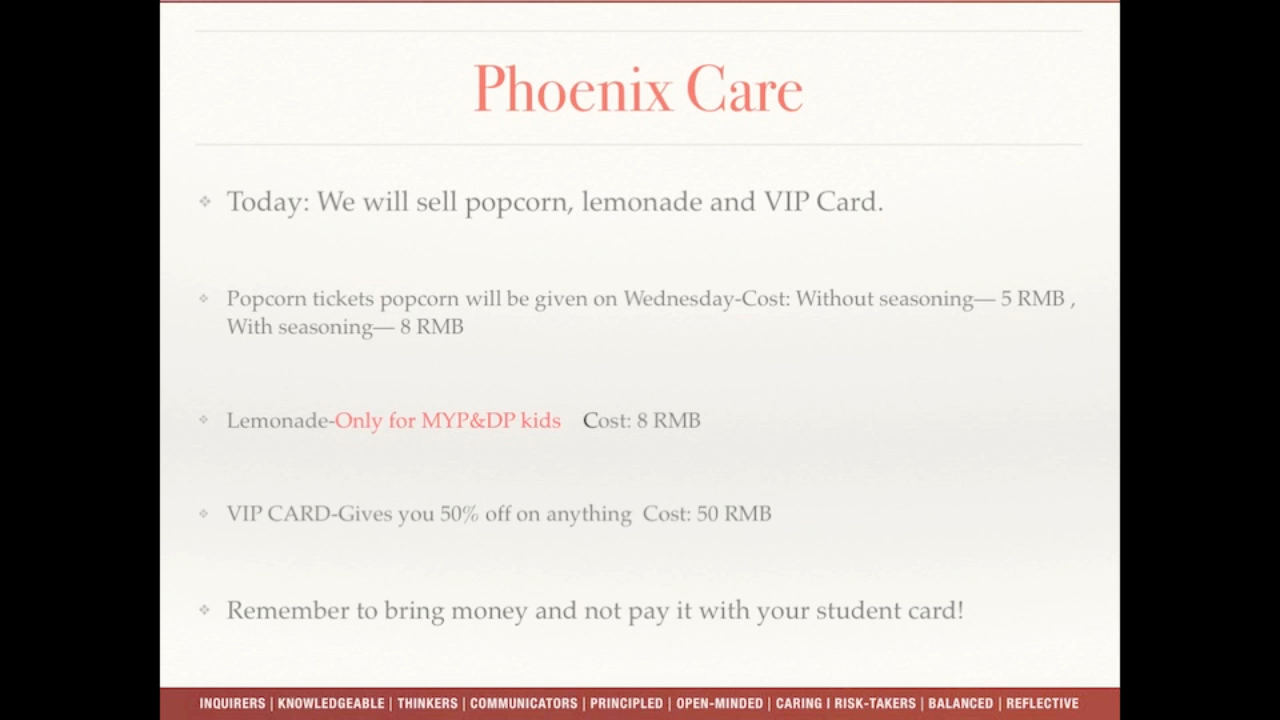 Phoenix Care
Today: We will sell popcorn, lemonade and VIP Card.
Popcorn tickets popcorn will be given on Wednesday-Cost: Without seasoning— 5 RMB ,
With seasoning— 8 RMB
Lemonade-Only for MYP&DP kids Cost: 8 RMB
VIP CARD-Gives you 50% off on anything Cost: 50 RMB
Remember to bring money and not pay it with your student card!
INQUIRERS | KNOWLEDGEABLE | THINKERS | COMMUNICATORS | PRINCIPLED | OPEN-MINDED | CARING I RISK-TAKERS | BALANCED | REFLECTIVE